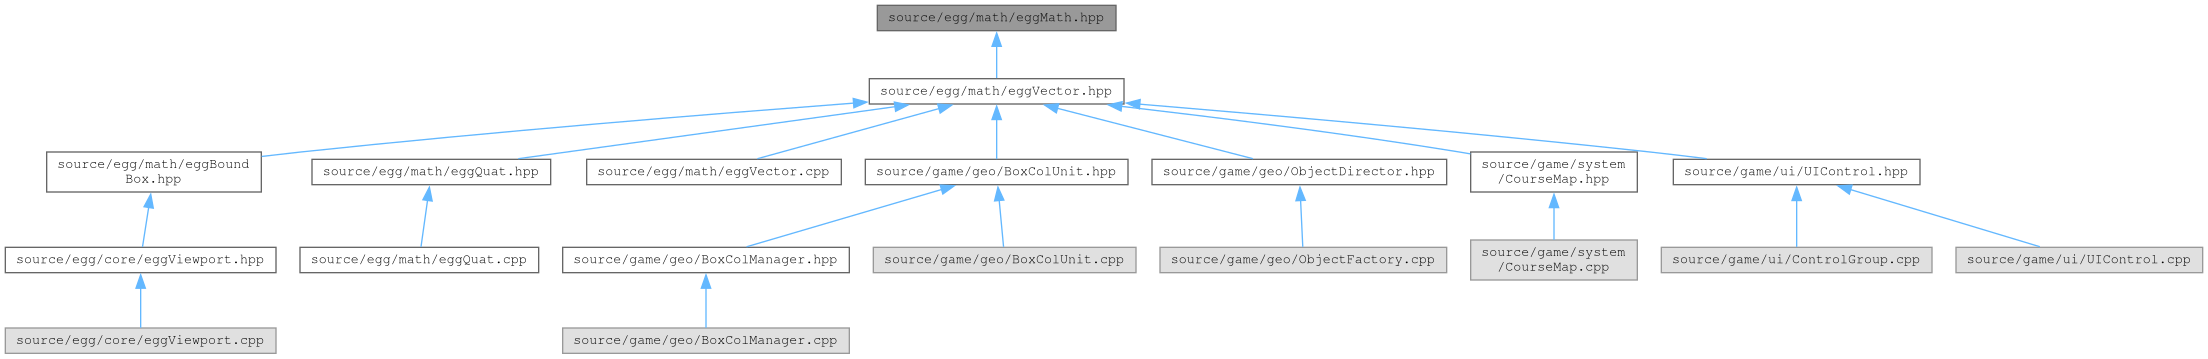 source/egg/math/eggMath.hpp
source/egg/math/eggVector.hpp
source/egg/math/eggBound
Box.hpp
source/egg/math/eggQuat.hpp
source/egg/math/eggVector.cpp
source/game/geo/BoxColUnit.hpp
source/game/geo/ObjectDirector.hpp
source/game/system
/CourseMap.hpp
source/game/ui/UIControl.hpp
source/egg/core/eggViewport.hpp
source/egg/math/eggQuat.cpp
source/game/geo/BoxColManager.hpp
source/game/geo/BoxColUnit.cpp
source/game/geo/ObjectFactory.cpp
source/game/system
/CourseMap.cpp
source/game/ui/ControlGroup.cpp
source/game/ui/UIControl.cpp
source/egg/core/eggViewport.cpp
source/game/geo/BoxColManager.cpp